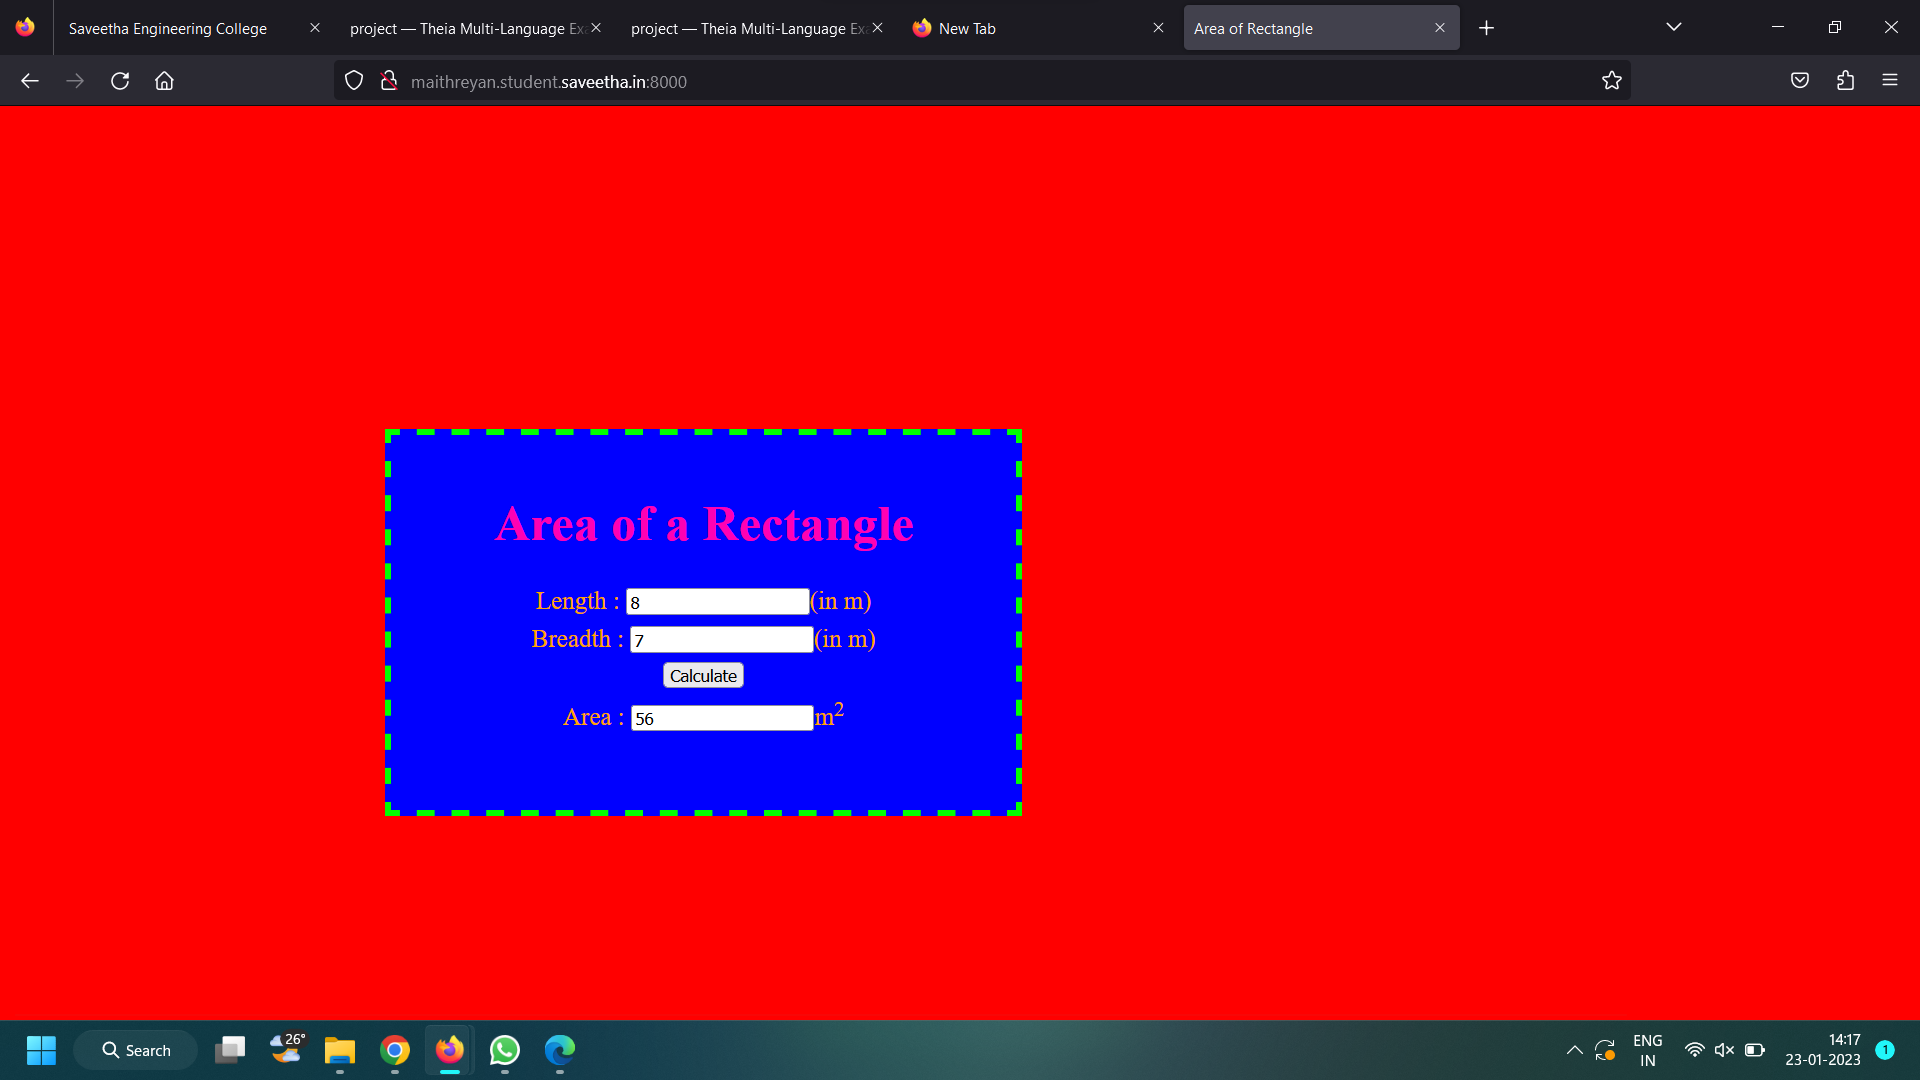 Saveetha Engineering College
project — Theia Multi-Language Ex
project — Theia Multi-Language Ex
New Tab
Area of Rectangle
maithreyan.student.saveetha.in:8000
Area of a Rectangle
Length : 8 (in m)
Breadth : 7 (in m)
Calculate
Area : 56 m²
Search
26°
ENG
IN
14:17
23-01-2023
1